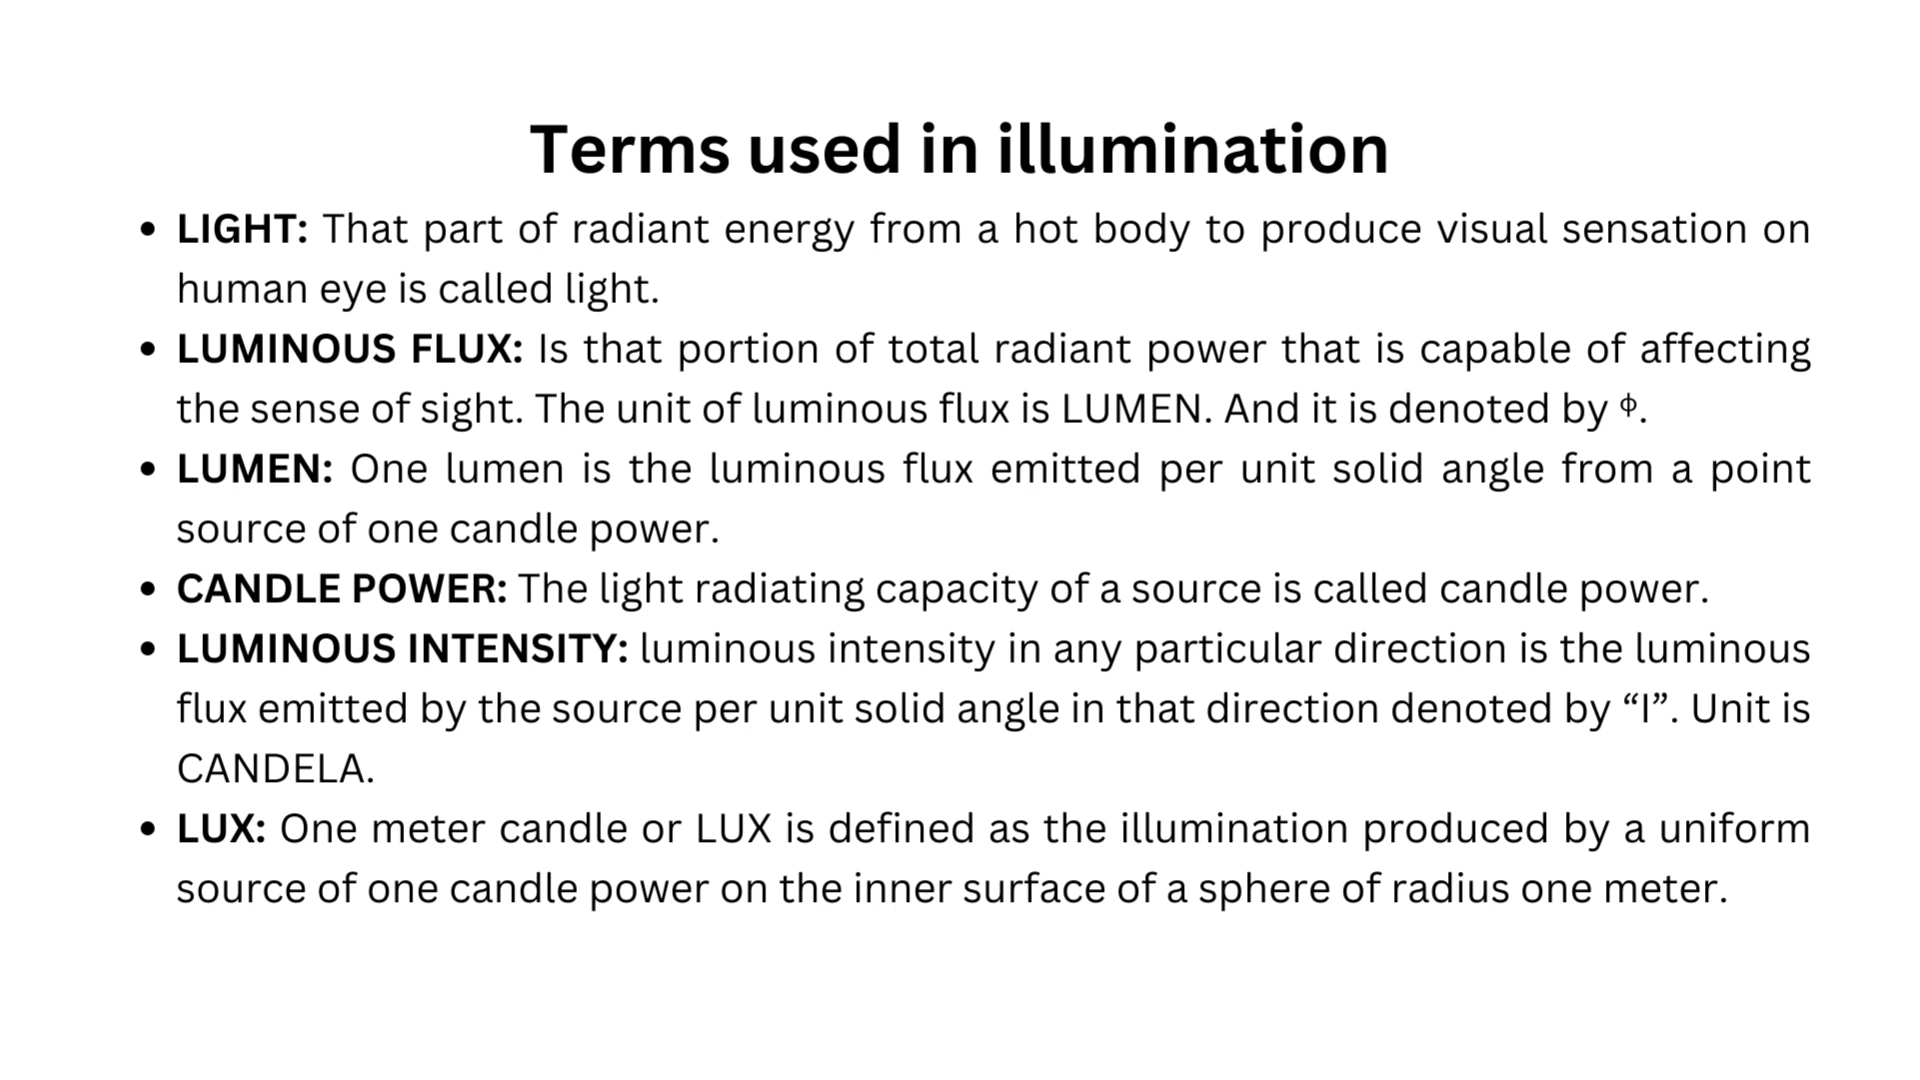 Terms used in illumination
• LIGHT: That part of radiant energy from a hot body to produce visual sensation on
human eye is called light.
• LUMINOUS FLUX: Is that portion of total radiant power that is capable of affecting
the sense of sight. The unit of luminous flux is LUMEN. And it is denoted by ᶲ.
• LUMEN: One lumen is the luminous flux emitted per unit solid angle from a point
source of one candle power.
• CANDLE POWER: The light radiating capacity of a source is called candle power.
• LUMINOUS INTENSITY: luminous intensity in any particular direction is the luminous
flux emitted by the source per unit solid angle in that direction denoted by “I”. Unit is
CANDELA.
• LUX: One meter candle or LUX is defined as the illumination produced by a uniform
source of one candle power on the inner surface of a sphere of radius one meter.